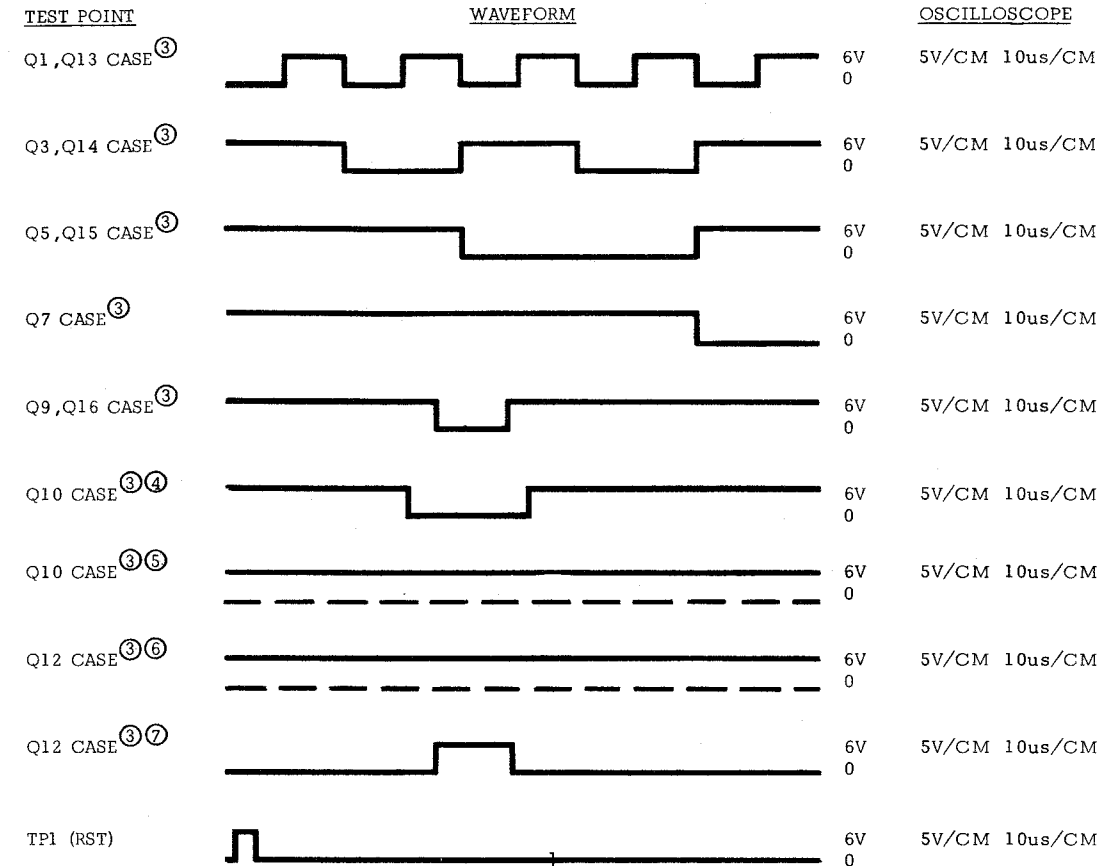 TEST POINT WAVEFORM OSCILLOSCOPE
Q1,Q13 CASE③ 6V 5V/CM 10us/CM
0
Q3,Q14 CASE③ 6V 5V/CM 10us/CM
0
Q5,Q15 CASE③ 6V 5V/CM 10us/CM
0
Q7 CASE③ 6V 5V/CM 10us/CM
0
Q9,Q16 CASE③ 6V 5V/CM 10us/CM
0
Q10 CASE③④ 6V 5V/CM 10us/CM
0
Q10 CASE③⑤ 6V 5V/CM 10us/CM
0
Q12 CASE③⑥ 6V 5V/CM 10us/CM
0
Q12 CASE③⑦ 6V 5V/CM 10us/CM
0
TP1 (RST) 6V 5V/CM 10us/CM
0